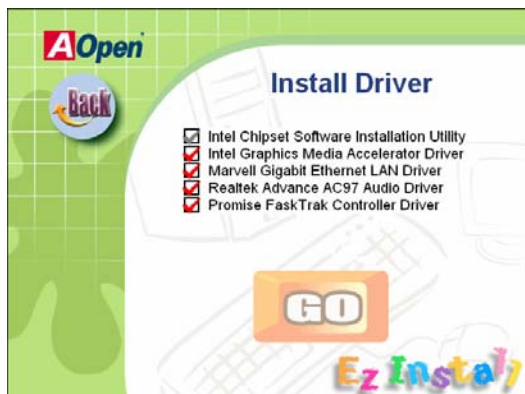 AOpen
Back
Install Driver
Intel Chipset Software Installation Utility
Intel Graphics Media Accelerator Driver
Marvell Gigabit Ethernet LAN Driver
Realtek Advance AC97 Audio Driver
Promise FaskTrak Controller Driver
GO
Ez Install